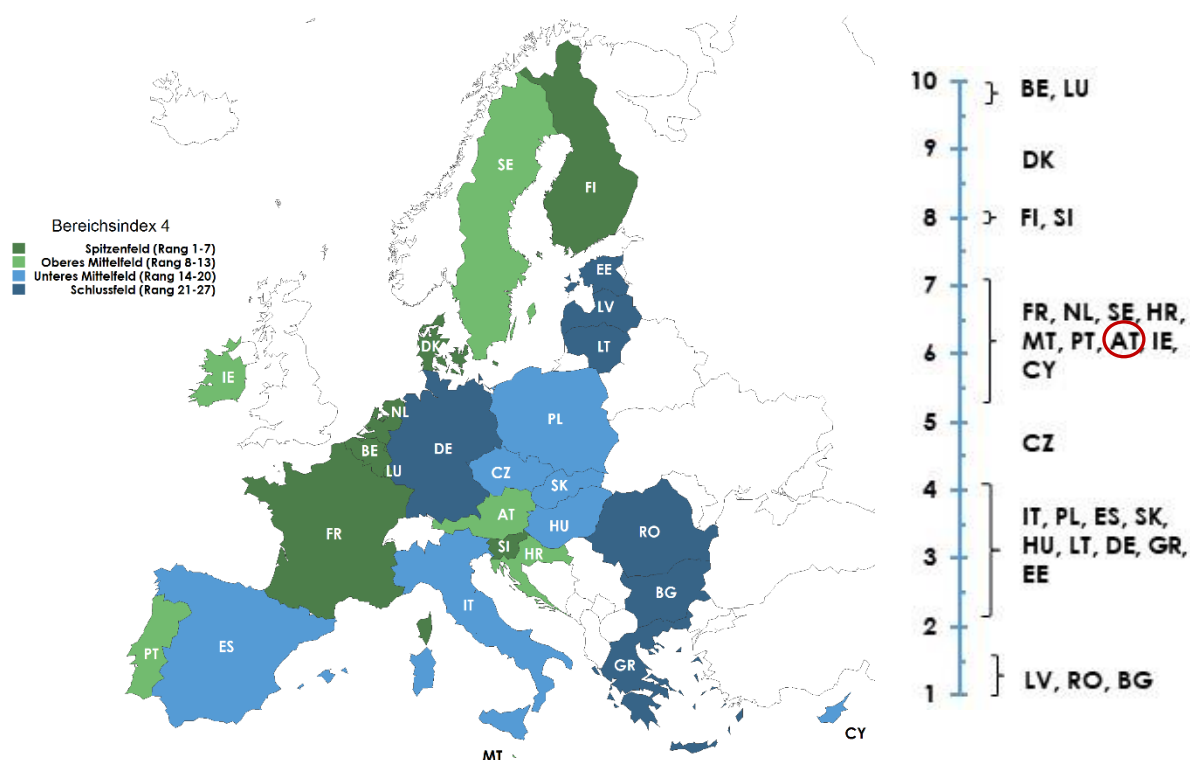 Bereichsindex 4
Spitzenfeld (Rang 1-7)
Oberes Mittelfeld (Rang 8-13)
Unteres Mittelfeld (Rang 14-20)
Schlussfeld (Rang 21-27)
SE
FI
EE
LV
LT
DK
IE
NL
PL
BE
DE
LU
CZ
SK
AT
HU
FR
SI
HR
RO
BG
IT
PT
ES
GR
CY
MT
10
9
8
7
6
5
4
3
2
1
BE, LU
DK
FI, SI
FR, NL, SE, HR,
MT, PT, AT, IE,
CY
CZ
IT, PL, ES, SK,
HU, LT, DE, GR,
EE
LV, RO, BG